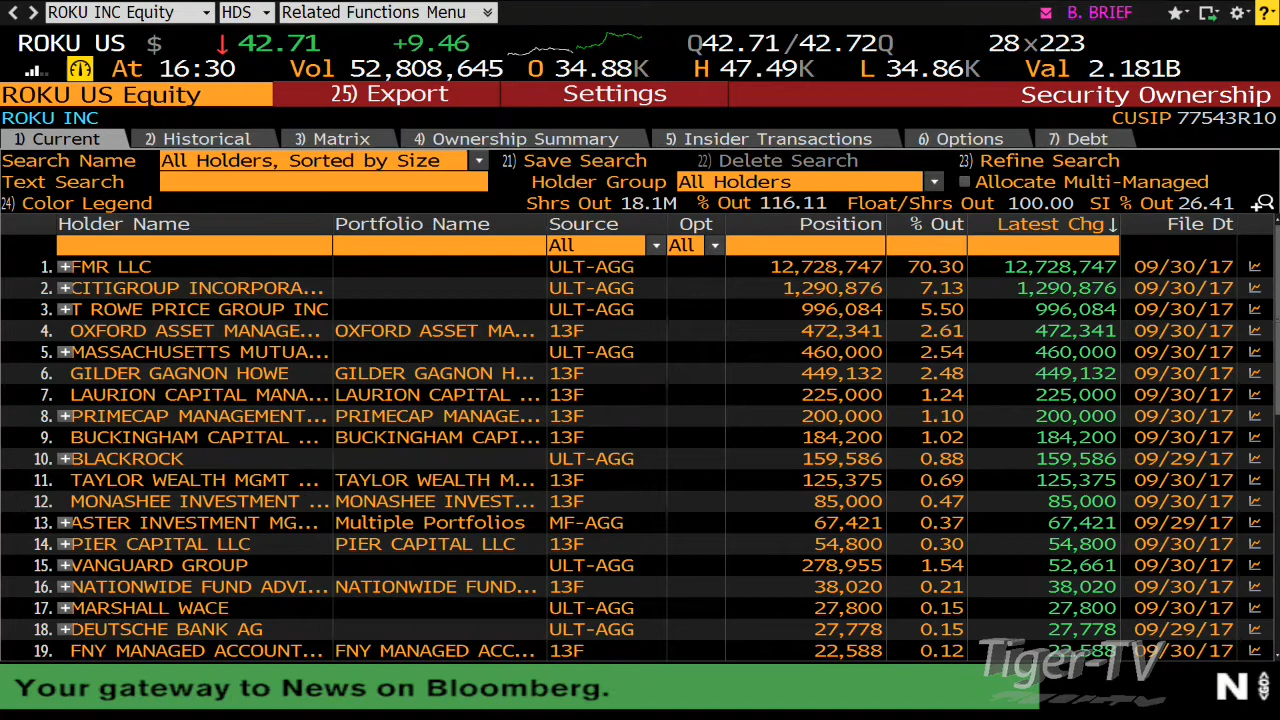 ROKU INC Equity HDS Related Functions Menu B. BRIEF ?
ROKU US $ ↓ 42.71 +9.46 Q42.71/42.72Q 28x223
At 16:30 Vol 52,808,645 O 34.88K H 47.49K L 34.86K Val 2.181B
ROKU US Equity 25) Export Settings Security Ownership
ROKU INC CUSIP 77543R10
1) Current 2) Historical 3) Matrix 4) Ownership Summary 5) Insider Transactions 6) Options 7) Debt
Search Name All Holders, Sorted by Size 21) Save Search 22) Delete Search 23) Refine Search
Text Search Holder Group All Holders Allocate Multi-Managed
24) Color Legend Shrs Out 18.1M % Out 116.11 Float/Shrs Out 100.00 SI % Out 26.41
Holder Name Portfolio Name Source Opt Position % Out Latest Chg ↓ File Dt
All All
1. FMR LLC ULT-AGG 12,728,747 70.30 12,728,747 09/30/17
2. CITIGROUP INCORPORA... ULT-AGG 1,290,876 7.13 1,290,876 09/30/17
3. T ROWE PRICE GROUP INC ULT-AGG 996,084 5.50 996,084 09/30/17
4. OXFORD ASSET MANAGE... OXFORD ASSET MA... 13F 472,341 2.61 472,341 09/30/17
5. MASSACHUSETTS MUTUA... ULT-AGG 460,000 2.54 460,000 09/30/17
6. GILDER GAGNON HOWE GILDER GAGNON H... 13F 449,132 2.48 449,132 09/30/17
7. LAURION CAPITAL MANA... LAURION CAPITAL ... 13F 225,000 1.24 225,000 09/30/17
8. PRIMECAP MANAGEMENT... PRIMECAP MANAGE... 13F 200,000 1.10 200,000 09/30/17
9. BUCKINGHAM CAPITAL ... BUCKINGHAM CAPI... 13F 184,200 1.02 184,200 09/30/17
10. BLACKROCK ULT-AGG 159,586 0.88 159,586 09/29/17
11. TAYLOR WEALTH MGMT ... TAYLOR WEALTH M... 13F 125,375 0.69 125,375 09/30/17
12. MONASHEE INVESTMENT ... MONASHEE INVEST... 13F 85,000 0.47 85,000 09/30/17
13. ASTER INVESTMENT MG... Multiple Portfolios MF-AGG 67,421 0.37 67,421 09/29/17
14. PIER CAPITAL LLC PIER CAPITAL LLC 13F 54,800 0.30 54,800 09/30/17
15. VANGUARD GROUP ULT-AGG 278,955 1.54 52,661 09/30/17
16. NATIONWIDE FUND ADVI... NATIONWIDE FUND... 13F 38,020 0.21 38,020 09/30/17
17. MARSHALL WACE ULT-AGG 27,800 0.15 27,800 09/30/17
18. DEUTSCHE BANK AG ULT-AGG 27,778 0.15 27,778 09/29/17
19. FNY MANAGED ACCOUNT... FNY MANAGED ACC... 13F 22,588 0.12 22,588 09/30/17
Tiger-TV
Your gateway to News on Bloomberg. N GO